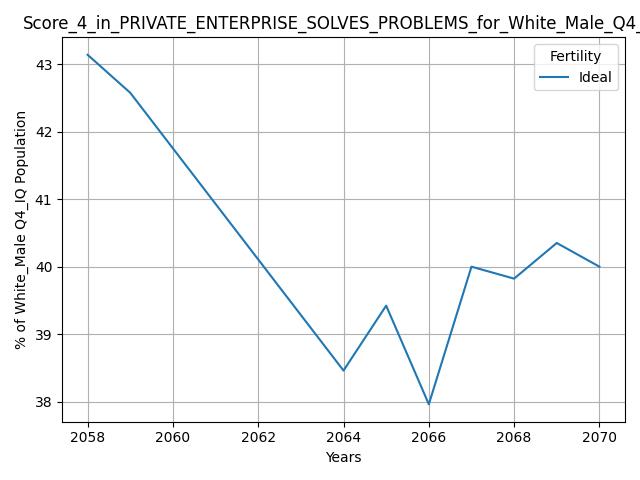 Score_4_in_PRIVATE_ENTERPRISE_SOLVES_PROBLEMS_for_White_Male_Q4_
Fertility
Ideal
% of White_Male Q4_IQ Population
43
42
41
40
39
38
2058 2060 2062 2064 2066 2068 2070
Years